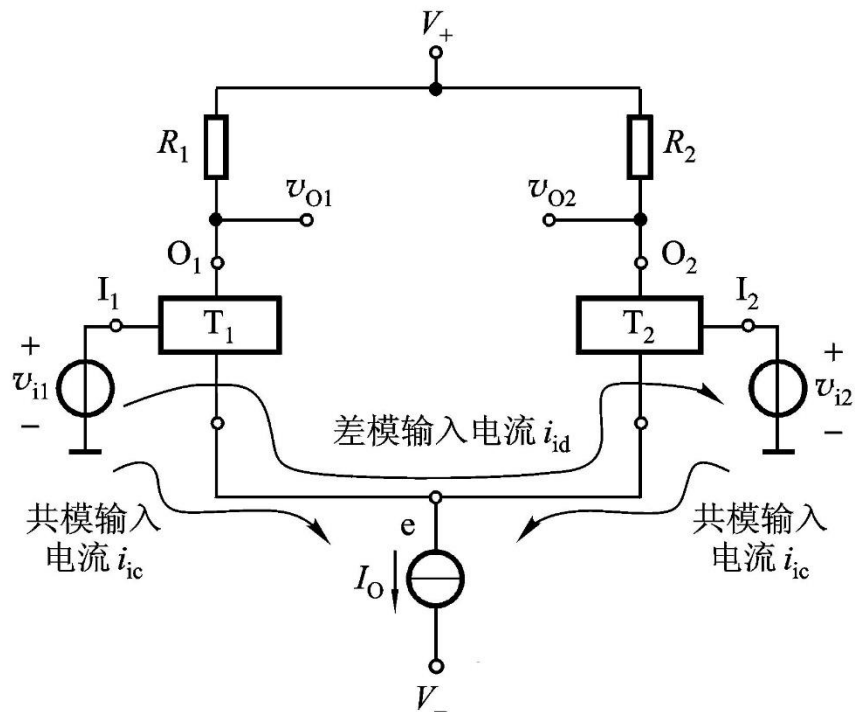 V+
R1
R2
vO1
vO2
O1
O2
I1
I2
T1
T2
+
vi1
−
+
vi2
−
差模输入电流 iid
共模输入
电流 iic
共模输入
电流 iic
e
IO
V−